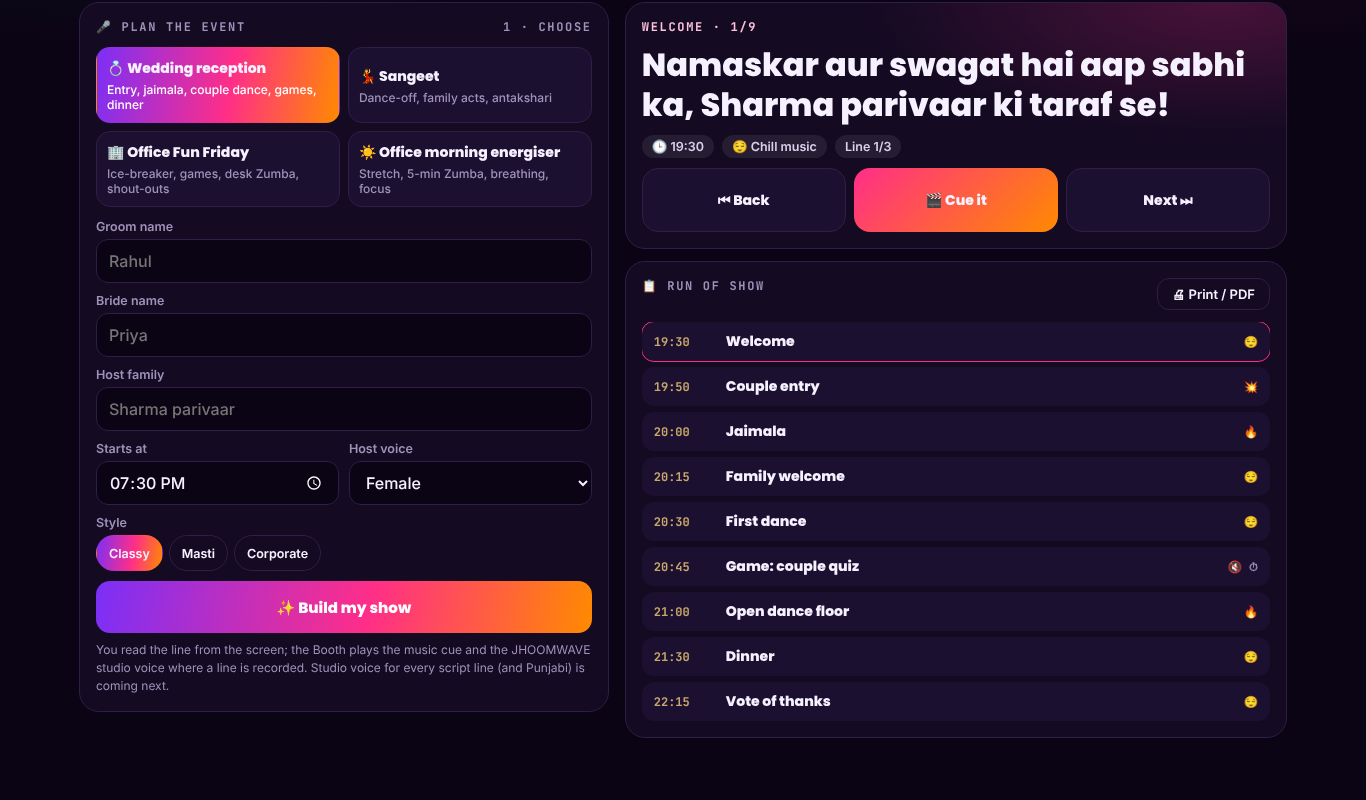 🎤 PLAN THE EVENT
1 · CHOOSE
💍 Wedding reception
Entry, jaimala, couple dance, games,
dinner
💃 Sangeet
Dance-off, family acts, antakshari
🏢 Office Fun Friday
Ice-breaker, games, desk Zumba,
shout-outs
☀️ Office morning energiser
Stretch, 5-min Zumba, breathing,
focus
Groom name
Rahul
Bride name
Priya
Host family
Sharma parivaar
Starts at
Host voice
07:30 PM
Female
Style
Classy
Masti
Corporate
✨ Build my show
You read the line from the screen; the Booth plays the music cue and the JHOOMWAVE
studio voice where a line is recorded. Studio voice for every script line (and Punjabi) is
coming next.
WELCOME · 1/9
Namaskar aur swagat hai aap sabhi
ka, Sharma parivaar ki taraf se!
🕒 19:30
😌 Chill music
Line 1/3
⏮ Back
🎬 Cue it
Next ⏭
📋 RUN OF SHOW
🖨 Print / PDF
19:30 Welcome 😌
19:50 Couple entry 💥
20:00 Jaimala 🔥
20:15 Family welcome 😌
20:30 First dance 😌
20:45 Game: couple quiz 🔇 ⏱
21:00 Open dance floor 🔥
21:30 Dinner 😌
22:15 Vote of thanks 😌